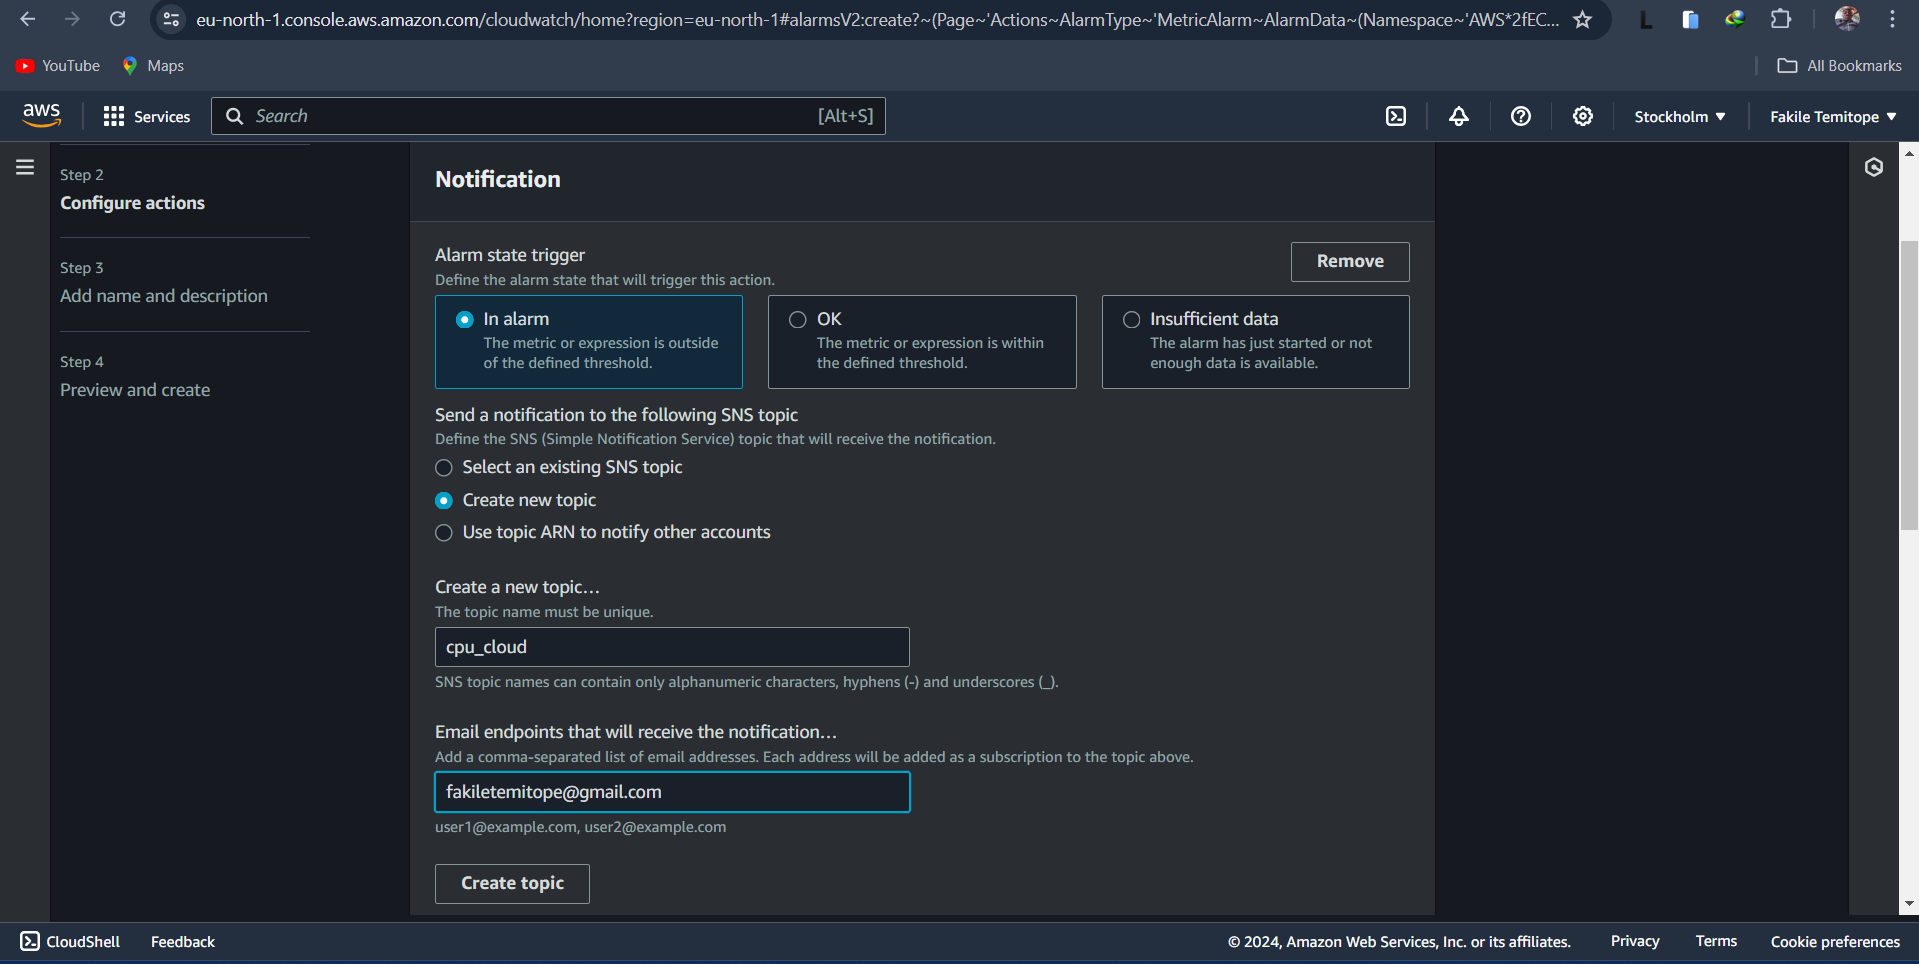 eu-north-1.console.aws.amazon.com/cloudwatch/home?region=eu-north-1#alarmsV2:create?~(Page~'Actions~AlarmType~'MetricAlarm~AlarmData~(Namespace~'AWS*2fEC...
L
YouTube
Maps
All Bookmarks
aws
Services
Search
[Alt+S]
Stockholm
Fakile Temitope
Step 2
Configure actions
Step 3
Add name and description
Step 4
Preview and create
Notification
Alarm state trigger
Define the alarm state that will trigger this action.
Remove
In alarm
The metric or expression is outside
of the defined threshold.
OK
The metric or expression is within
the defined threshold.
Insufficient data
The alarm has just started or not
enough data is available.
Send a notification to the following SNS topic
Define the SNS (Simple Notification Service) topic that will receive the notification.
Select an existing SNS topic
Create new topic
Use topic ARN to notify other accounts
Create a new topic…
The topic name must be unique.
cpu_cloud
SNS topic names can contain only alphanumeric characters, hyphens (-) and underscores (_).
Email endpoints that will receive the notification…
Add a comma-separated list of email addresses. Each address will be added as a subscription to the topic above.
fakiletemitope@gmail.com
user1@example.com, user2@example.com
Create topic
CloudShell
Feedback
© 2024, Amazon Web Services, Inc. or its affiliates.
Privacy
Terms
Cookie preferences